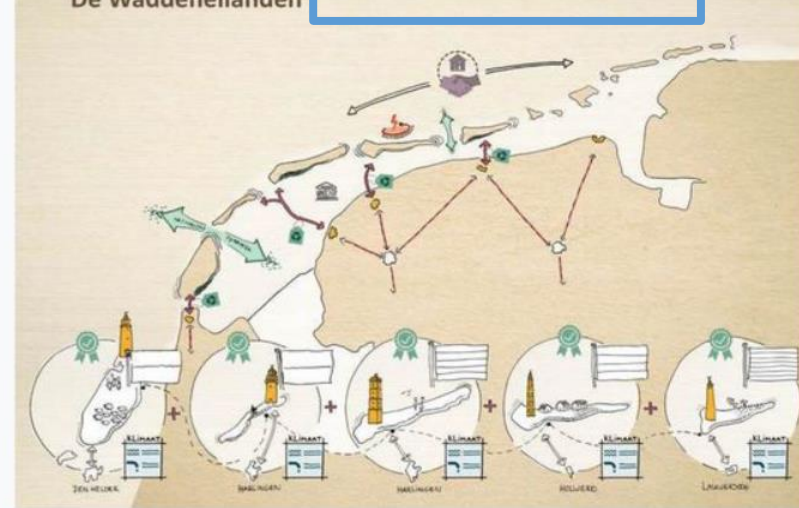 De Waddeneilanden
KLIMAAT
KLIMAAT
KLIMAAT
KLIMAAT
KLIMAAT
DEN HELDER
HARLINGEN
HARLINGEN
HOLWERD
LAUWERSOOG